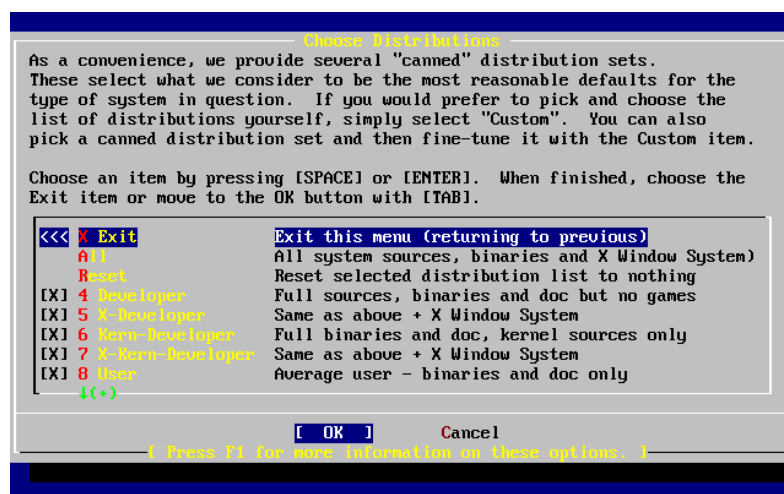 Choose Distributions
As a convenience, we provide several "canned" distribution sets.
These select what we consider to be the most reasonable defaults for the
type of system in question.  If you would prefer to pick and choose the
list of distributions yourself, simply select "Custom".  You can also
pick a canned distribution set and then fine-tune it with the Custom item.
Choose an item by pressing [SPACE] or [ENTER].  When finished, choose the
Exit item or move to the OK button with [TAB].
<<< X Exit Exit this menu (returning to previous)
All All system sources, binaries and X Window System)
Reset Reset selected distribution list to nothing
[X] 4 Developer Full sources, binaries and doc but no games
[X] 5 X-Developer Same as above + X Window System
[X] 6 Kern-Developer Full binaries and doc, kernel sources only
[X] 7 X-Kern-Developer Same as above + X Window System
[X] 8 User Average user - binaries and doc only
↓(+)
[ OK ] Cancel
[ Press F1 for more information on these options. ]